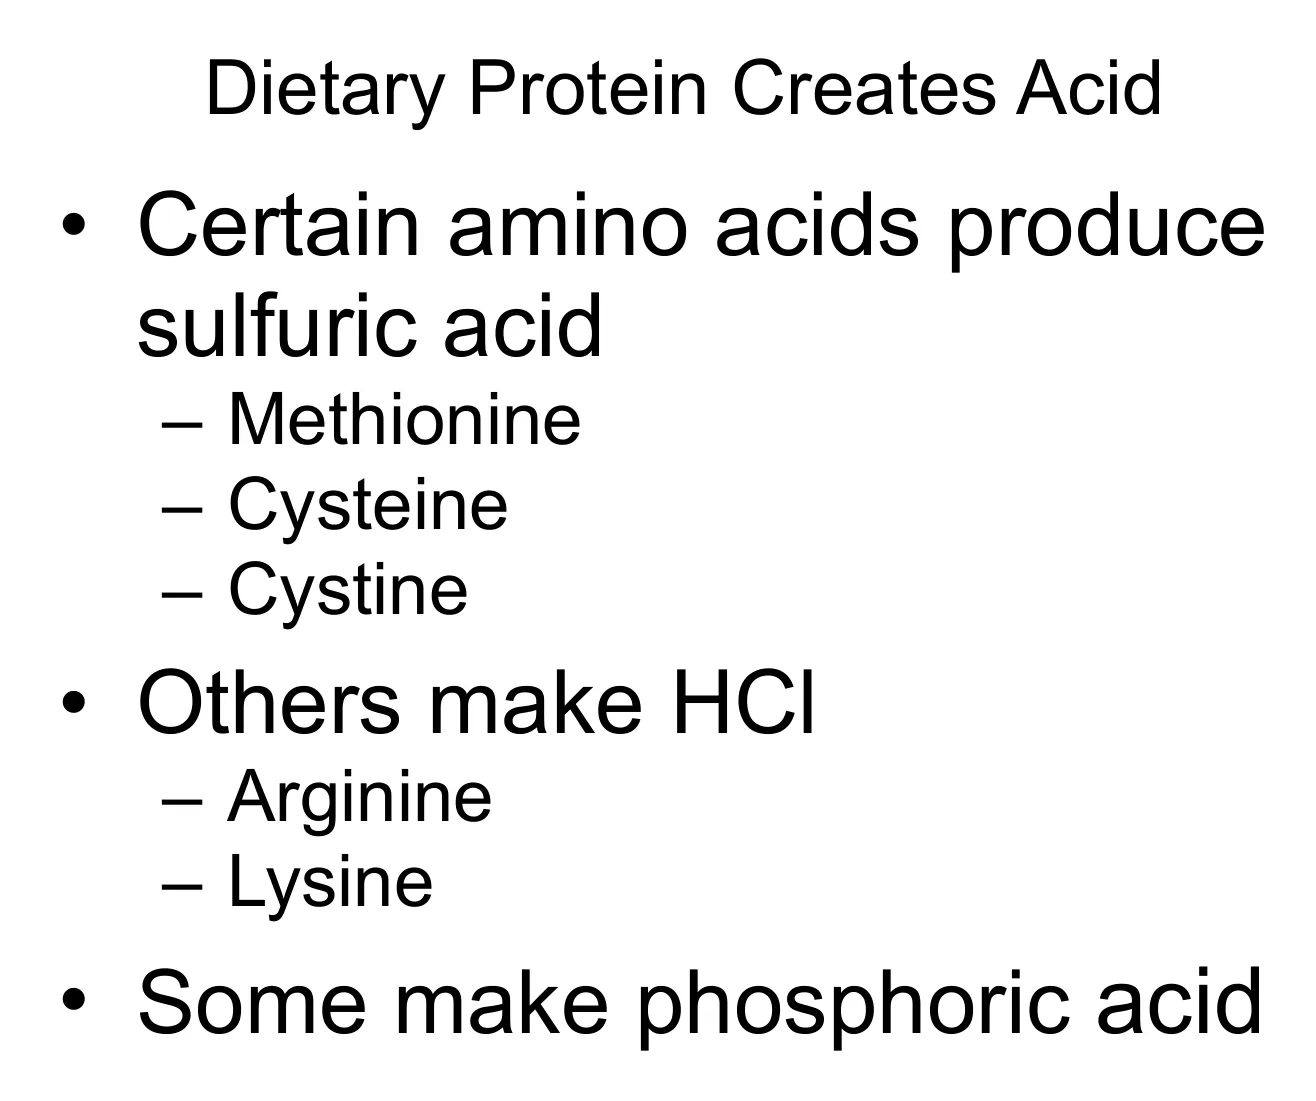 Dietary Protein Creates Acid
• Certain amino acids produce
sulfuric acid
– Methionine
– Cysteine
– Cystine
• Others make HCl
– Arginine
– Lysine
• Some make phosphoric acid